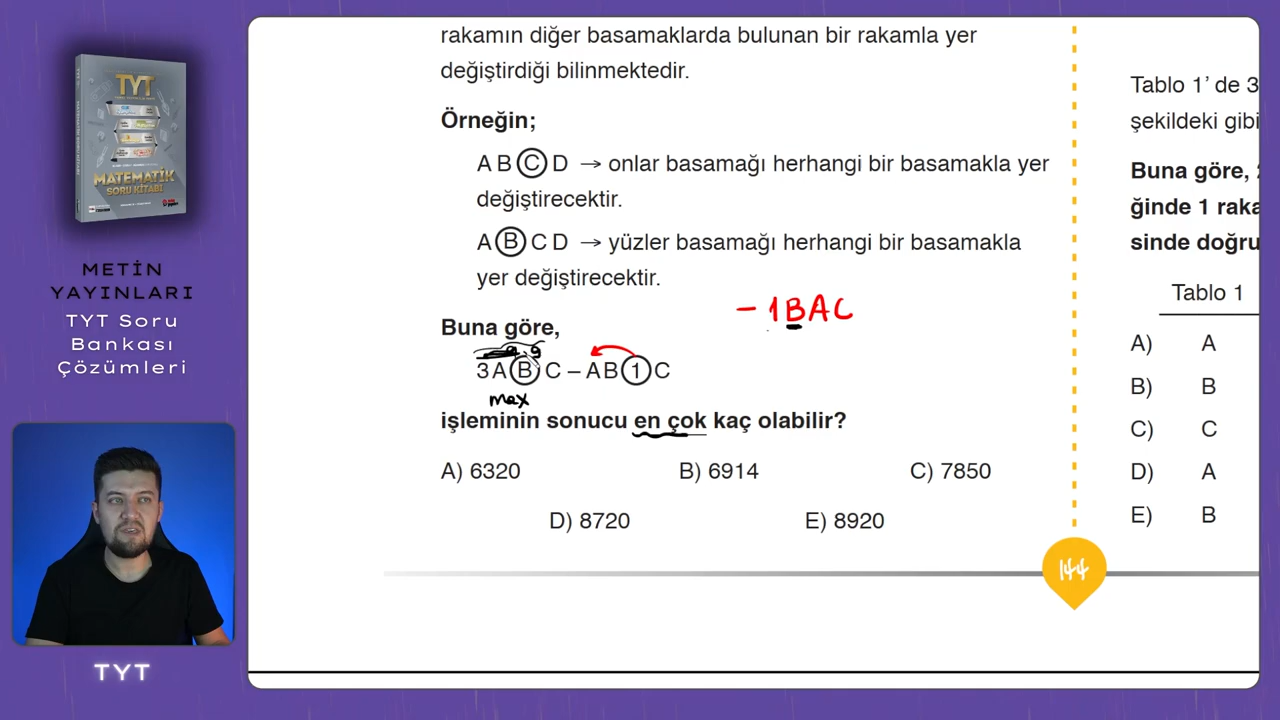 TYT
MATEMATİK
SORU KİTABI
METİN
YAYINLARI
TYT Soru
Bankası
Çözümleri
TYT
rakamın diğer basamaklarda bulunan bir rakamla yer
değiştirdiği bilinmektedir.
Örneğin;
A B C D → onlar basamağı herhangi bir basamakla yer
değiştirecektir.
A B C D → yüzler basamağı herhangi bir basamakla
yer değiştirecektir.
- 1BAC
Buna göre,
3 A B C – A B 1 C
max
işleminin sonucu en çok kaç olabilir?
A) 6320 B) 6914 C) 7850
D) 8720 E) 8920
144
Tablo 1’ de 3
şekildeki gibi
Buna göre, 2
ğinde 1 raka
sinde doğru
Tablo 1
A) A
B) B
C) C
D) A
E) B